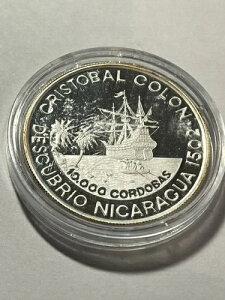 CRISTOBAL COLON
DESCUBRIO NICARAGUA 1502
10.000 CORDOBAS